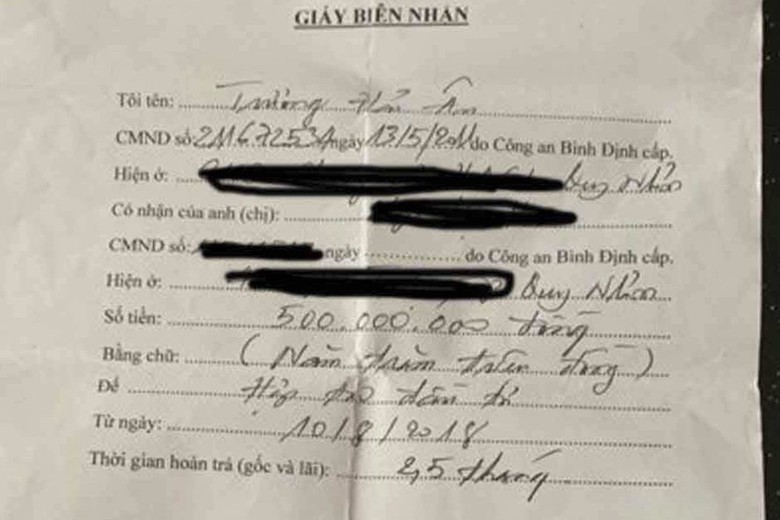 GIẤY BIÊN NHẬN
Tôi tên: Trương
CMND số: 211672534 ngày 13/5/2011 do Công an Bình Định cấp.
Hiện ở: Quy Nhơn
Có nhận của anh (chị):
CMND số: ngày do Công an Bình Định cấp.
Hiện ở: Quy Nhơn
Số tiền: 500.000.000 đồng
Bằng chữ: (Năm trăm triệu đồng)
Để Hợp tác đầu tư
Từ ngày: 10/8/2018
Thời gian hoàn trả (gốc và lãi): 2,5 tháng